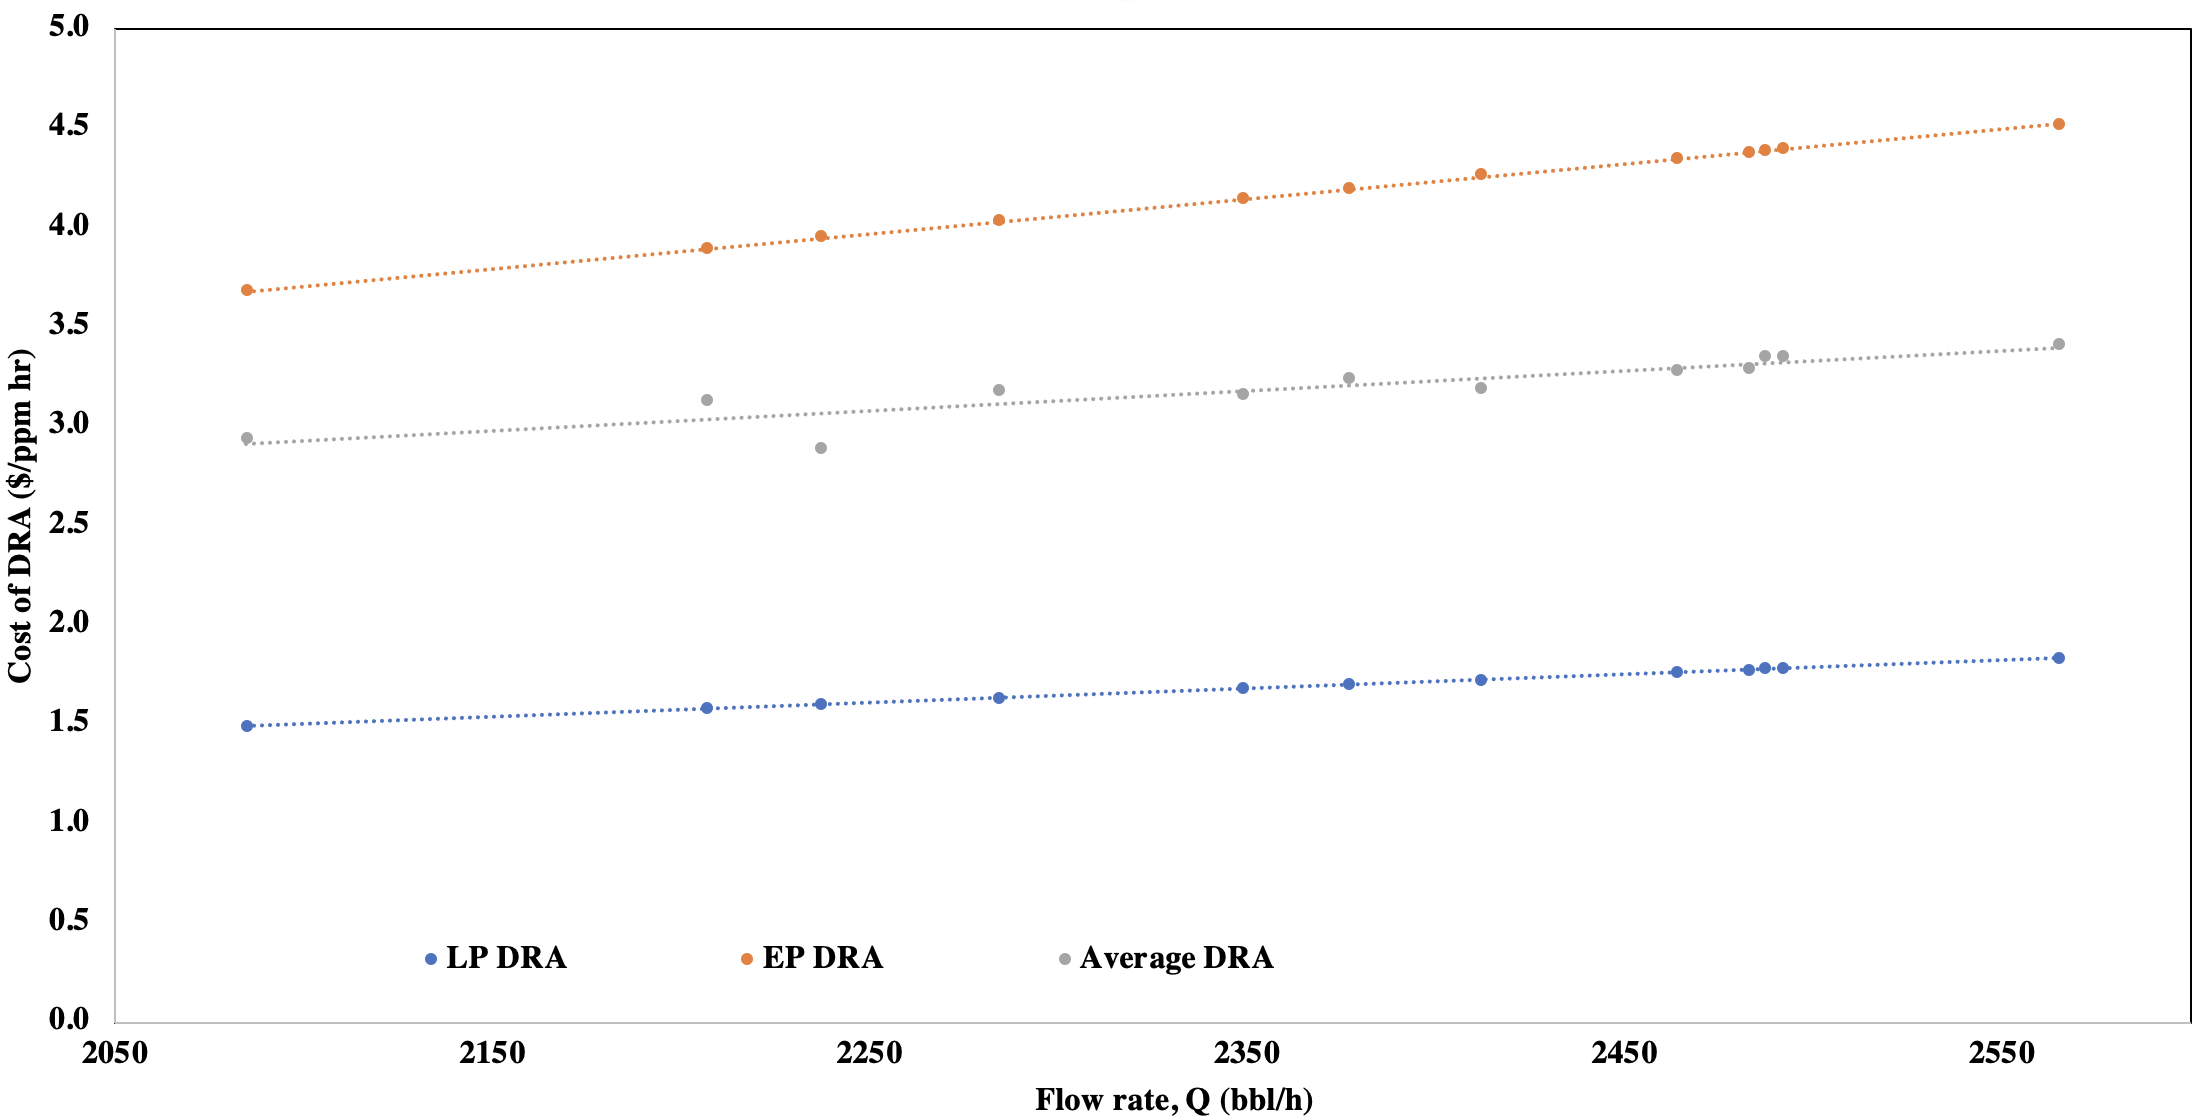 5.0
4.5
4.0
3.5
3.0
2.5
2.0
1.5
1.0
0.5
0.0
Cost of DRA ($/ppm hr)
LP DRA EP DRA Average DRA
2050 2150 2250 2350 2450 2550
Flow rate, Q (bbl/h)